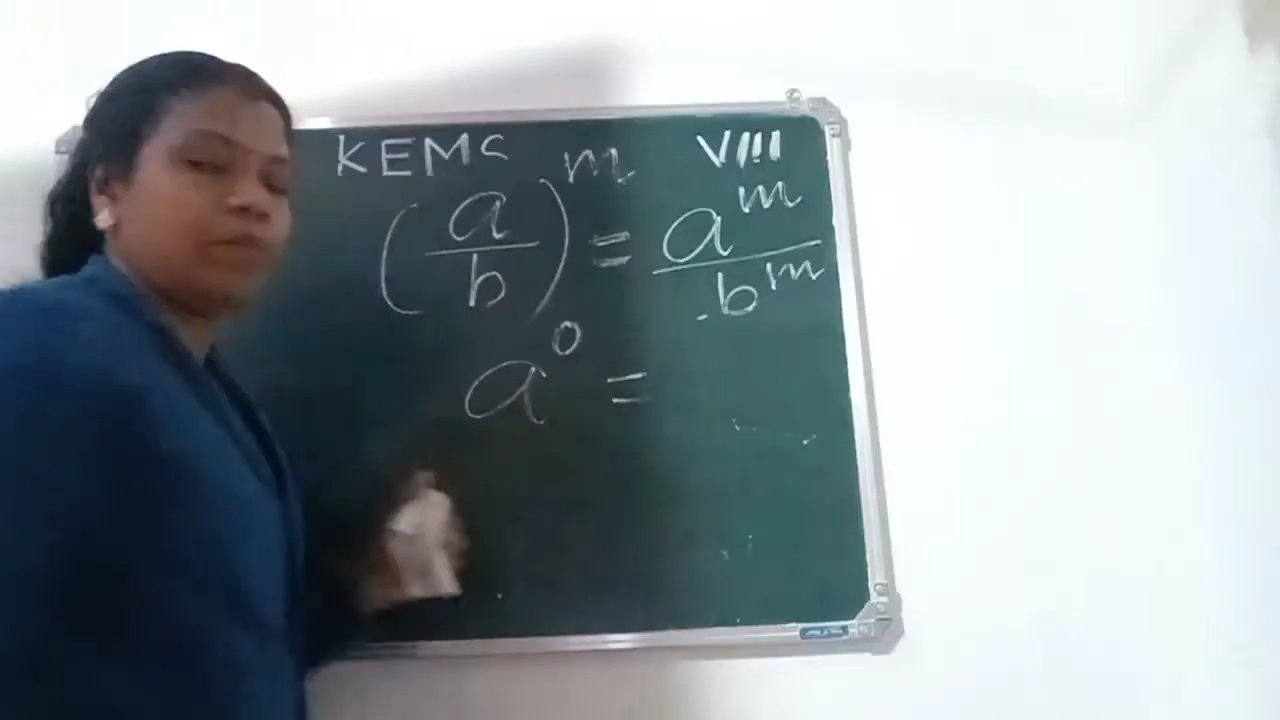 KEMS VIII
(a/b)^m = a^m/b^m
a^0 =